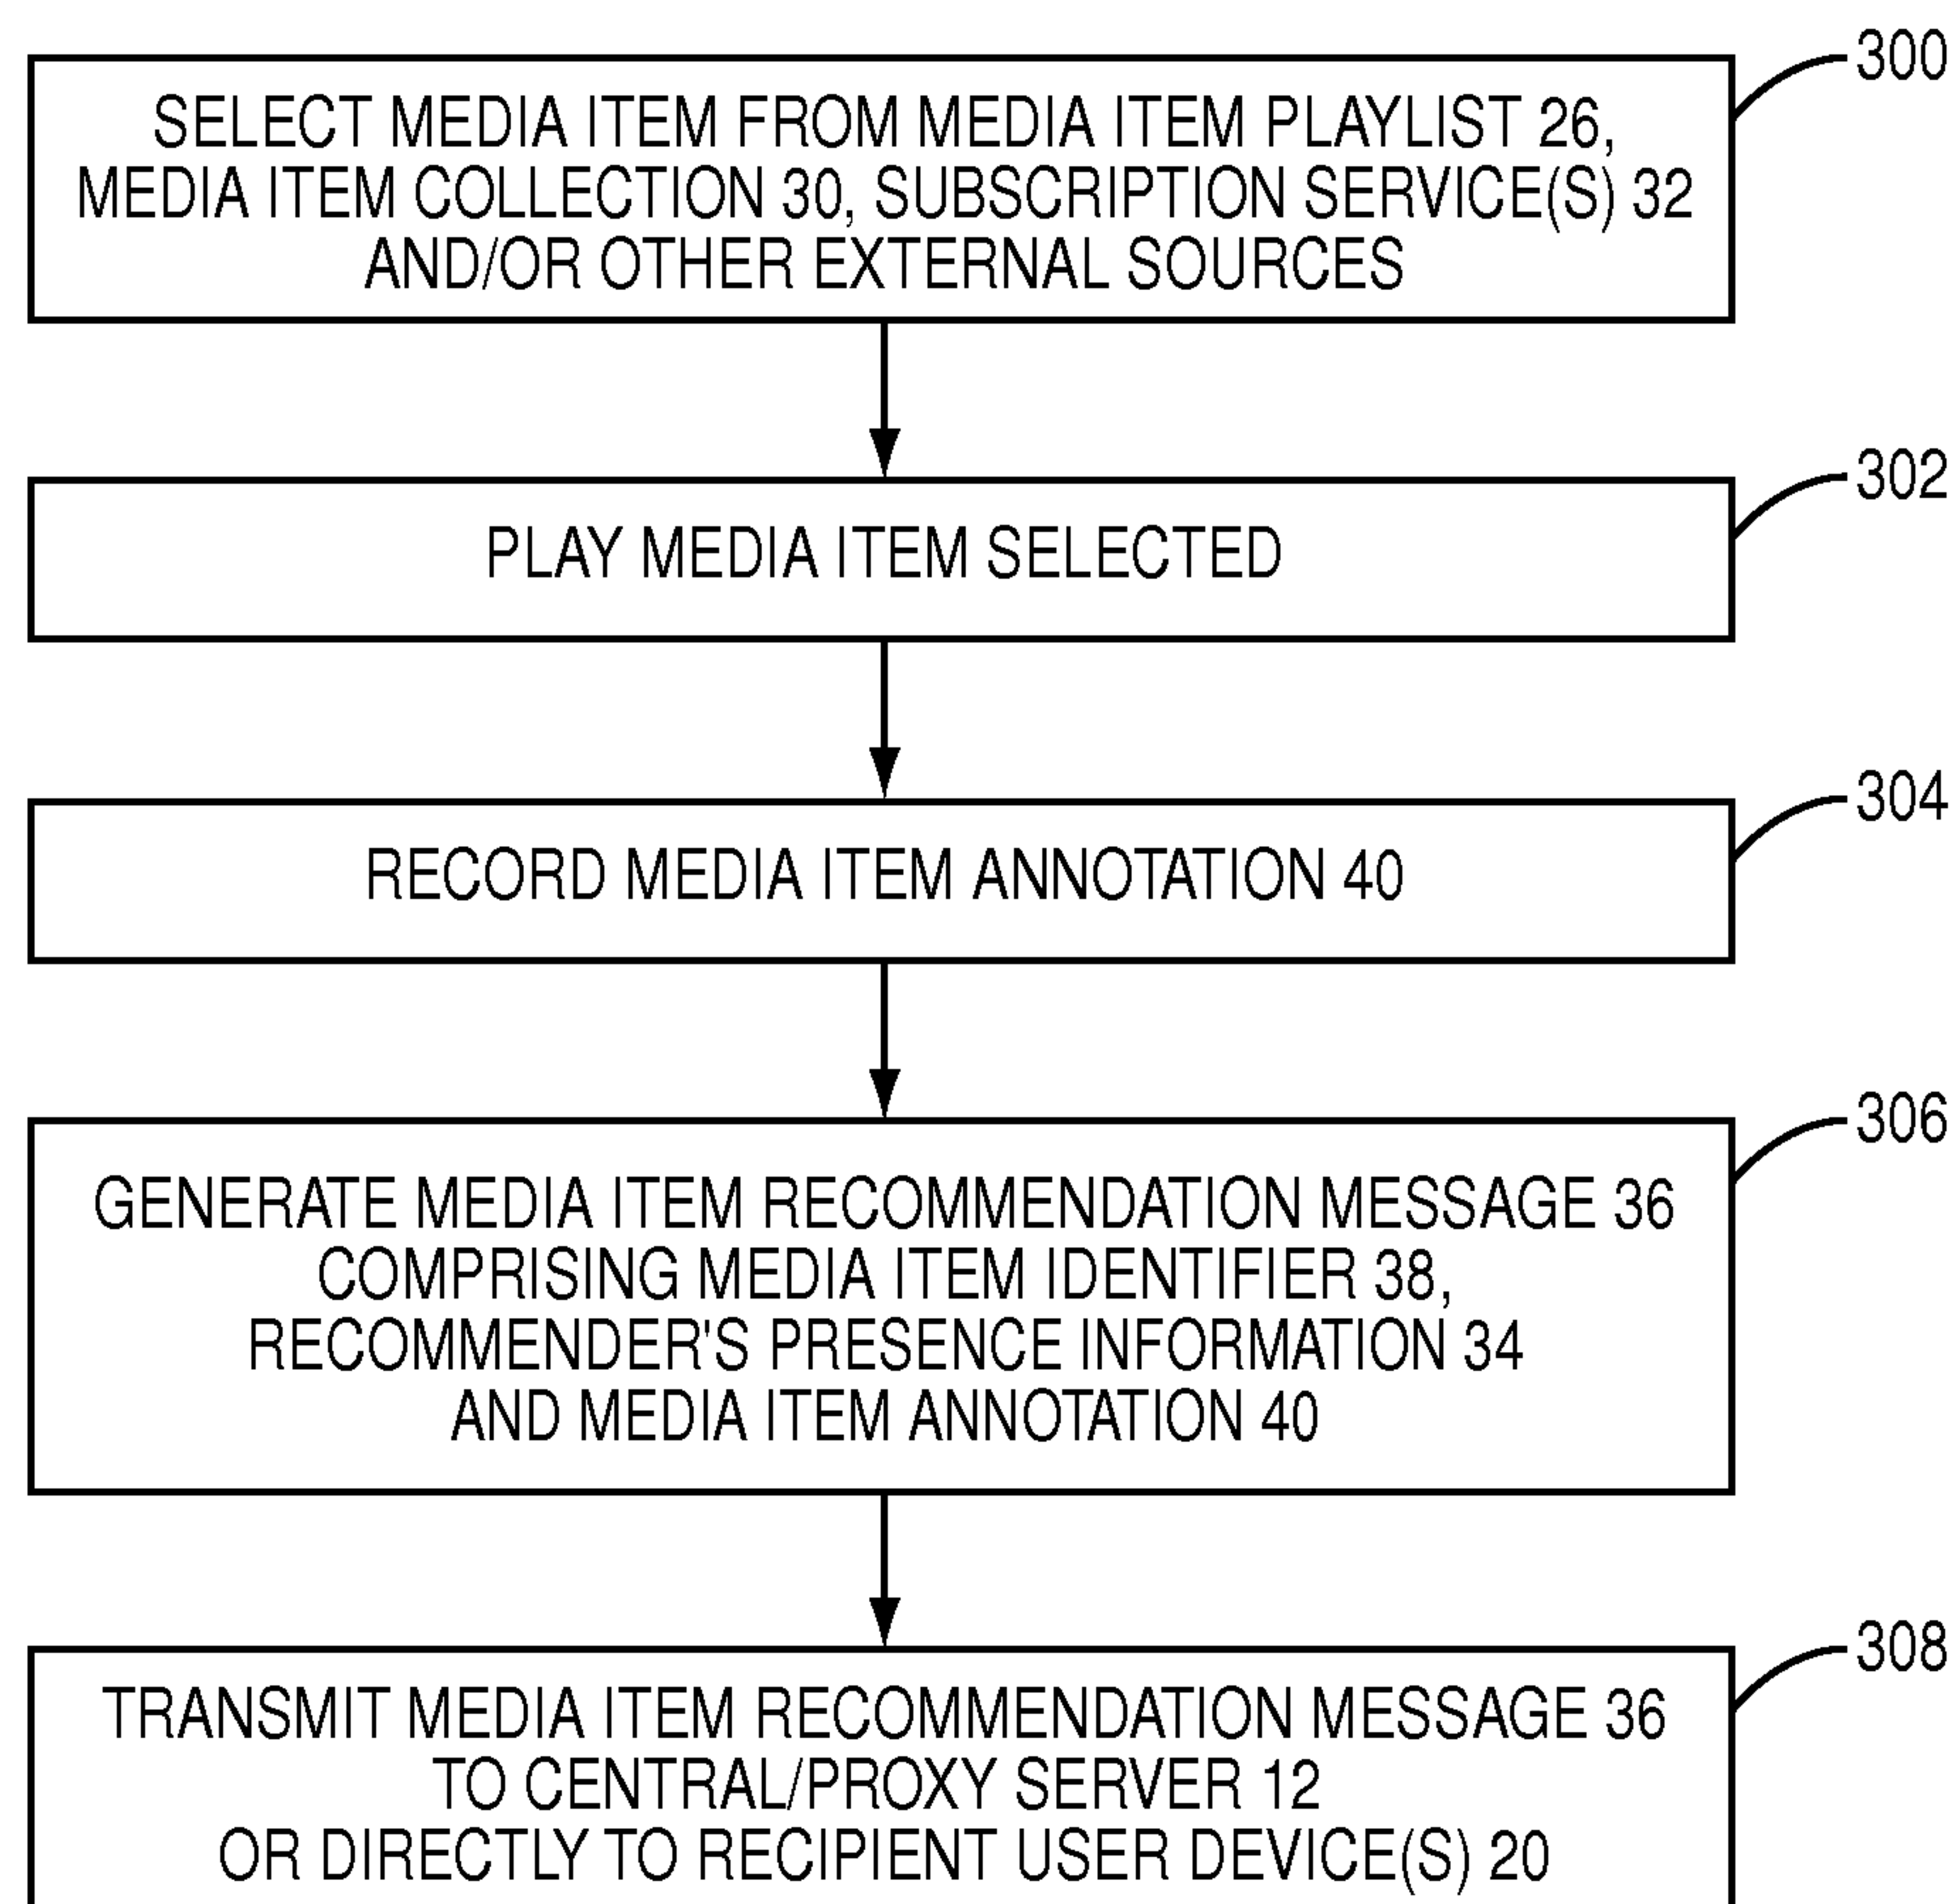 300
SELECT MEDIA ITEM FROM MEDIA ITEM PLAYLIST 26,
MEDIA ITEM COLLECTION 30, SUBSCRIPTION SERVICE(S) 32
AND/OR OTHER EXTERNAL SOURCES
302
PLAY MEDIA ITEM SELECTED
304
RECORD MEDIA ITEM ANNOTATION 40
306
GENERATE MEDIA ITEM RECOMMENDATION MESSAGE 36
COMPRISING MEDIA ITEM IDENTIFIER 38,
RECOMMENDER'S PRESENCE INFORMATION 34
AND MEDIA ITEM ANNOTATION 40
308
TRANSMIT MEDIA ITEM RECOMMENDATION MESSAGE 36
TO CENTRAL/PROXY SERVER 12
OR DIRECTLY TO RECIPIENT USER DEVICE(S) 20